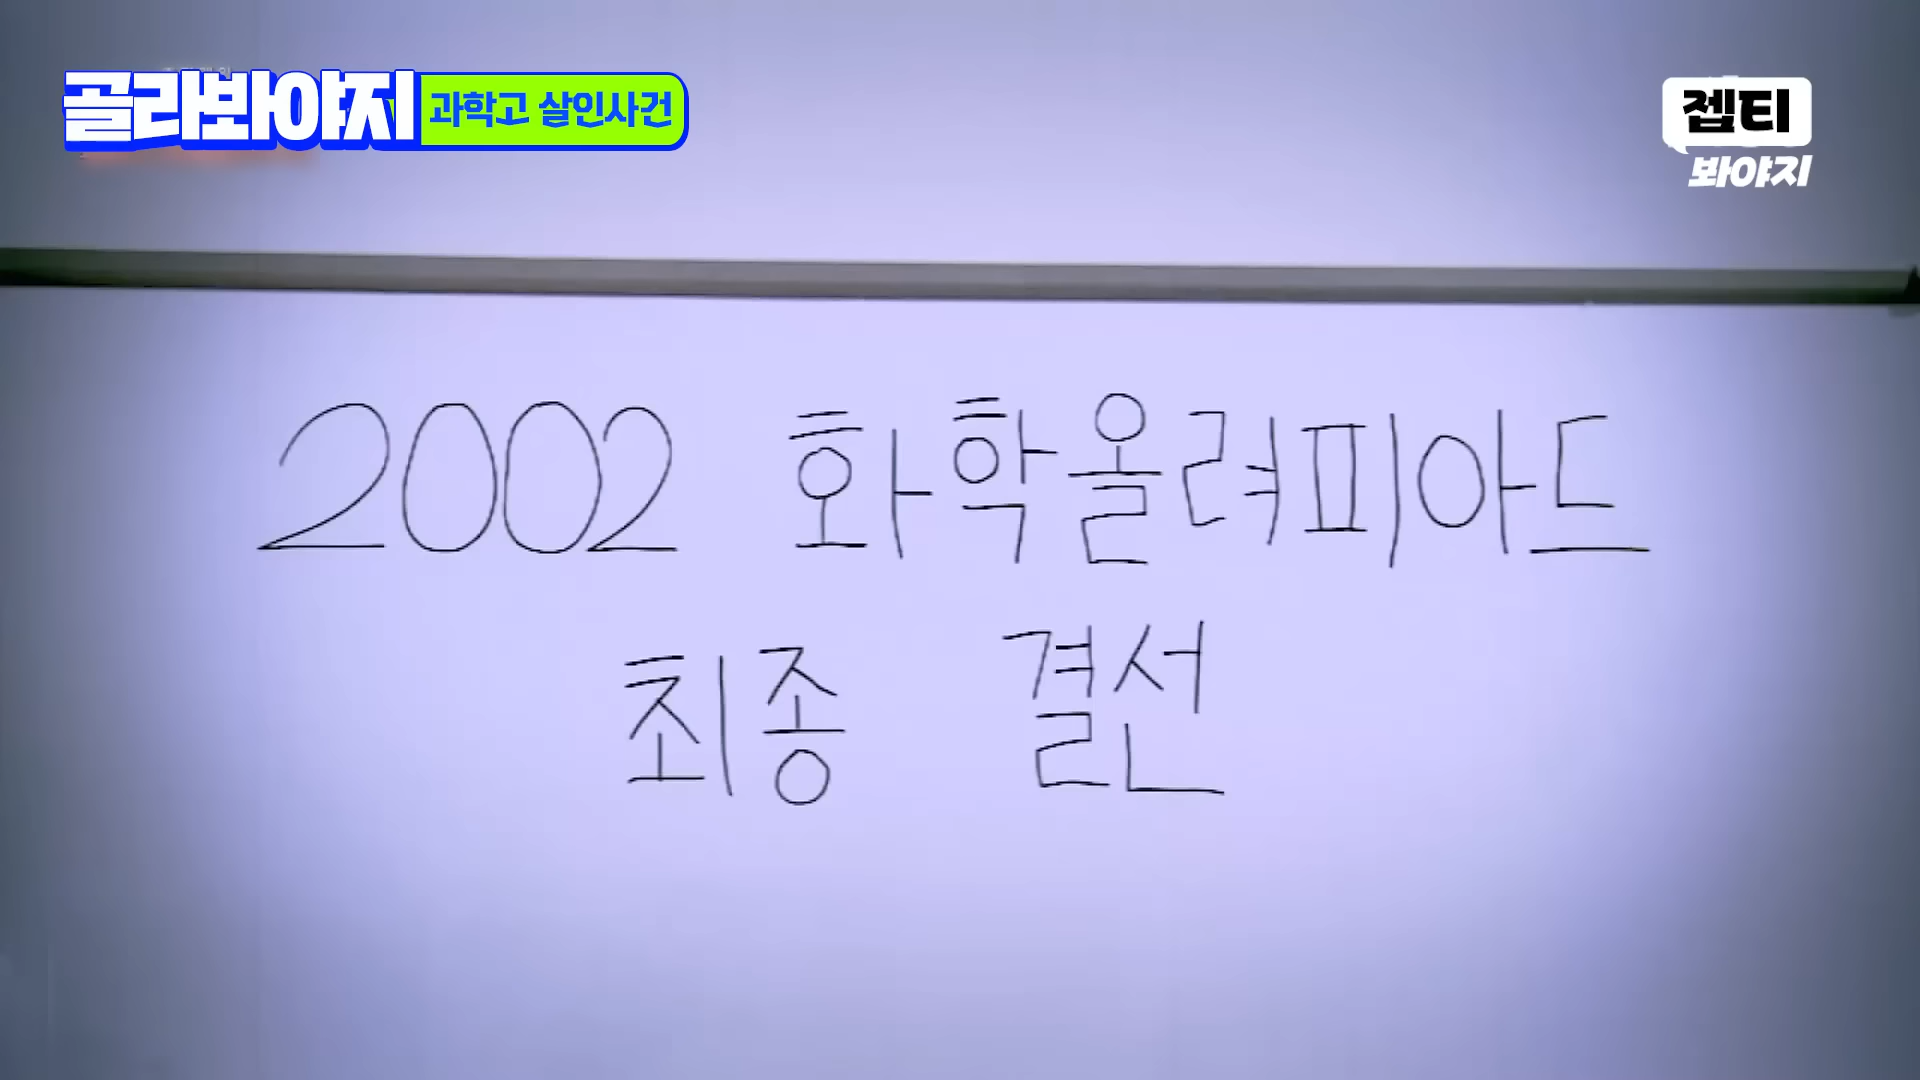 골라봐야지 과학고 살인사건
젭티
봐야지
2002 화학올려피아드
최종 결선